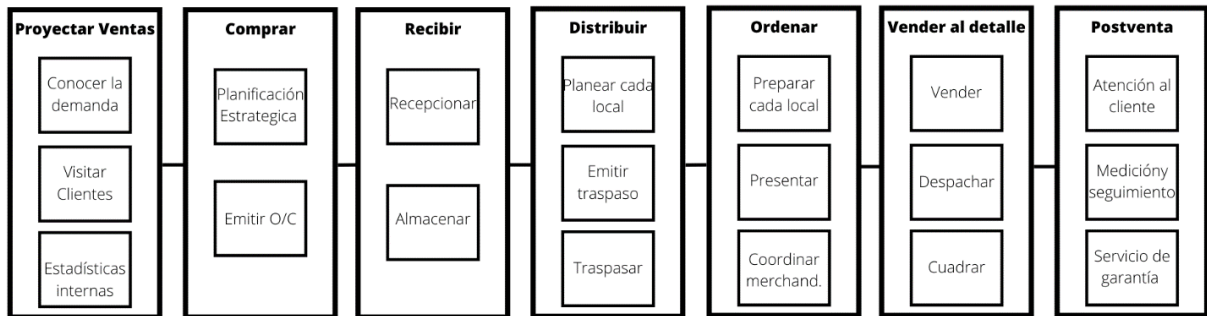 Proyectar Ventas
Conocer la
demanda
Visitar
Clientes
Estadísticas
internas
Comprar
Planificación
Estrategica
Emitir O/C
Recibir
Recepcionar
Almacenar
Distribuir
Planear cada
local
Emitir
traspaso
Traspasar
Ordenar
Preparar
cada local
Presentar
Coordinar
merchand.
Vender al detalle
Vender
Despachar
Cuadrar
Postventa
Atención al
cliente
Medicióny
seguimiento
Servicio de
garantía